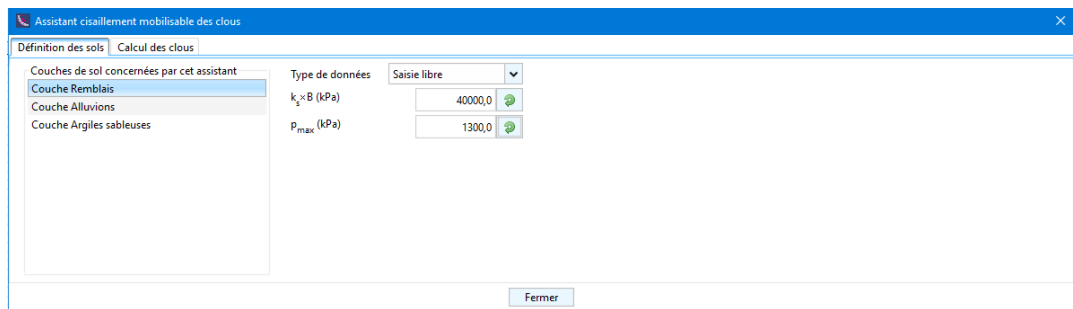 Assistant cisaillement mobilisable des clous
Définition des sols Calcul des clous
Couches de sol concernées par cet assistant
Couche Remblais
Couche Alluvions
Couche Argiles sableuses
Type de données Saisie libre
ks×B (kPa) 40000,0
pmax (kPa) 1300,0
Fermer